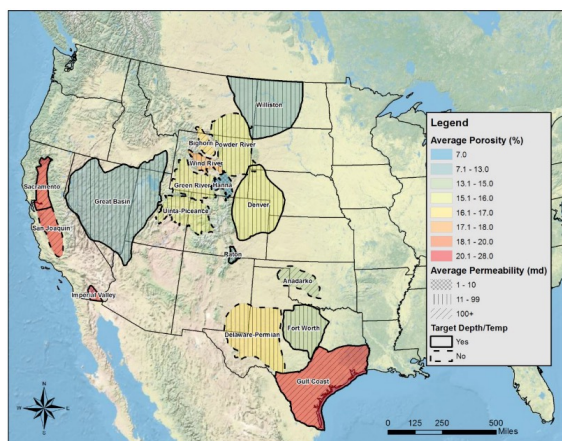 Williston
Bighorn
Powder River
Wind River
Green River
Hanna
Sacramento
Great Basin
Uinta-Piceance
Denver
San Joaquin
Raton
Anadarko
Imperial Valley
Delaware-Permian
Fort Worth
Gulf Coast
Legend
Average Porosity (%)
7.0
7.1 - 13.0
13.1 - 15.0
15.1 - 16.0
16.1 - 17.0
17.1 - 18.0
18.1 - 20.0
20.1 - 28.0
Average Permeability (md)
1 - 10
11 - 99
100+
Target Depth/Temp
Yes
No
N
W E
S
0 125 250 500
Miles